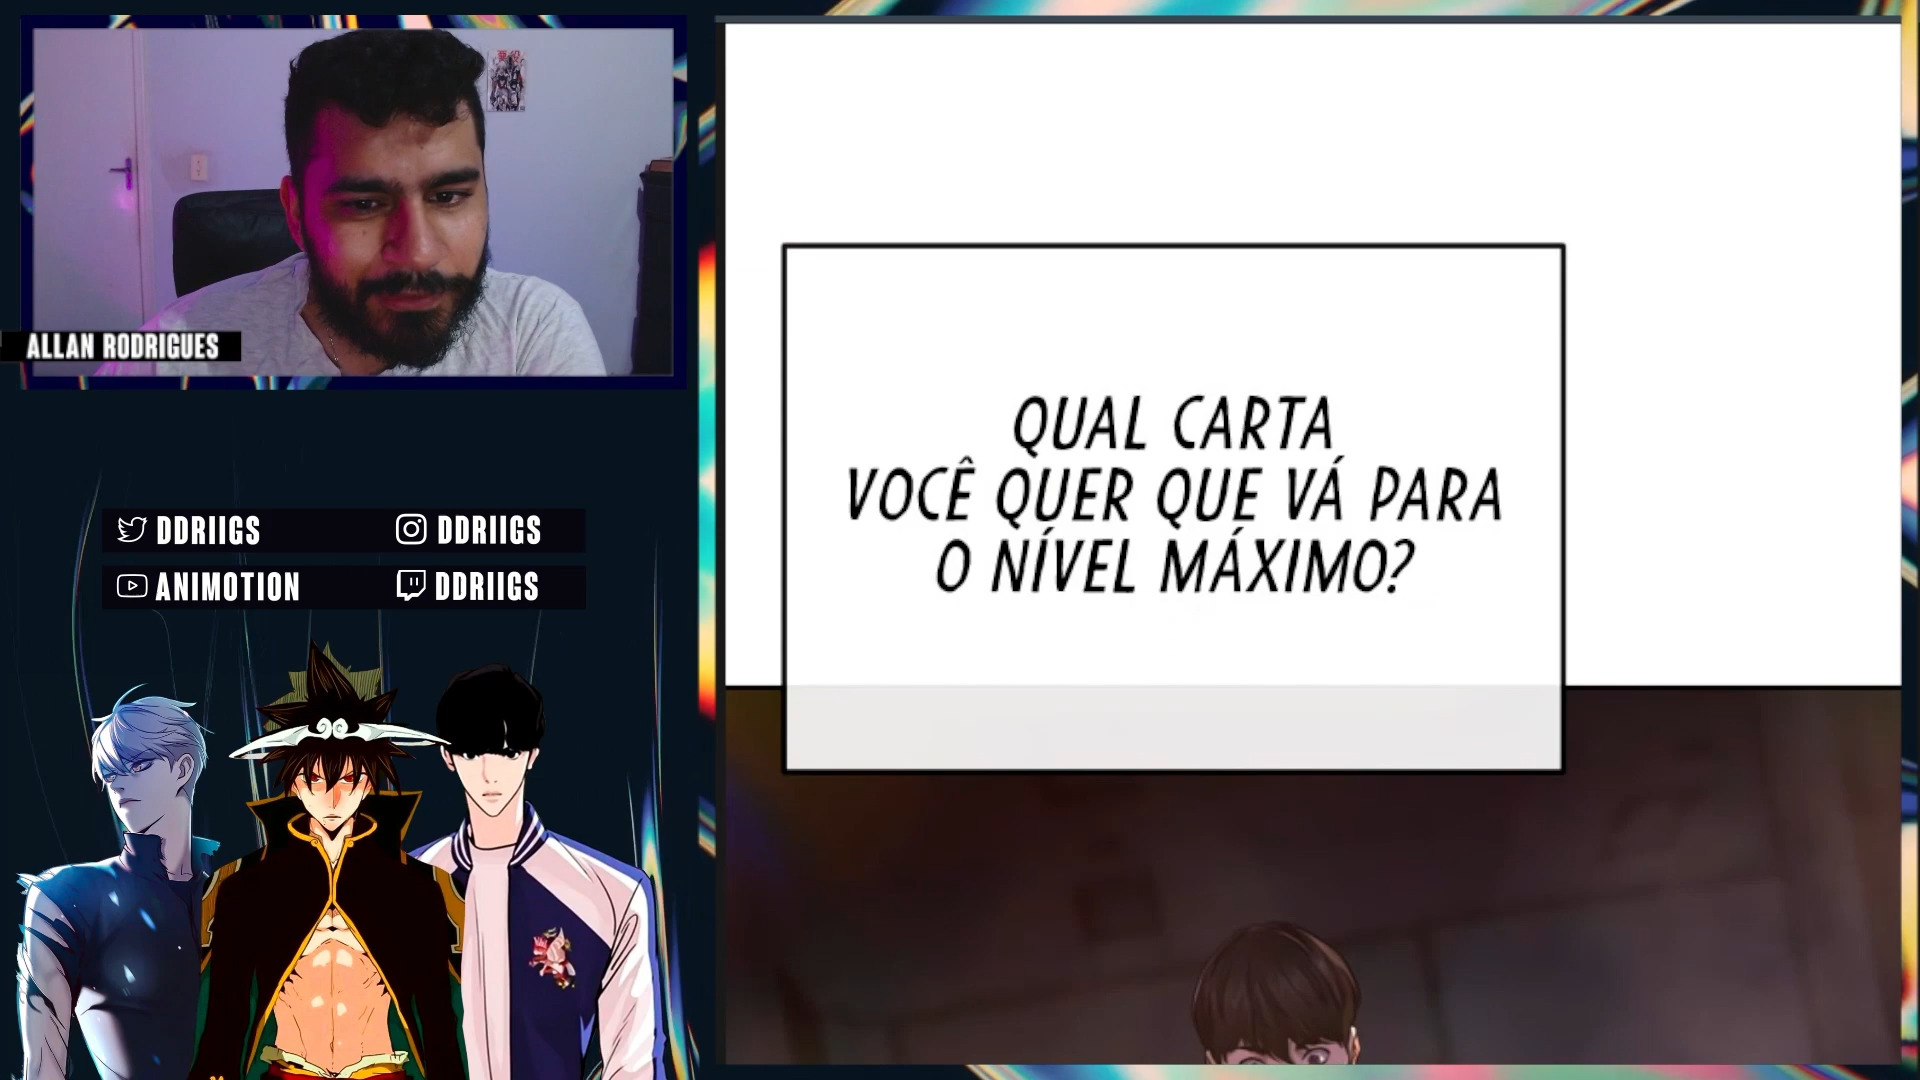 ALLAN RODRIGUES
DDRIIGS
DDRIIGS
ANIMOTION
DDRIIGS
QUAL CARTA
VOCÊ QUER QUE VÁ PARA
O NÍVEL MÁXIMO?